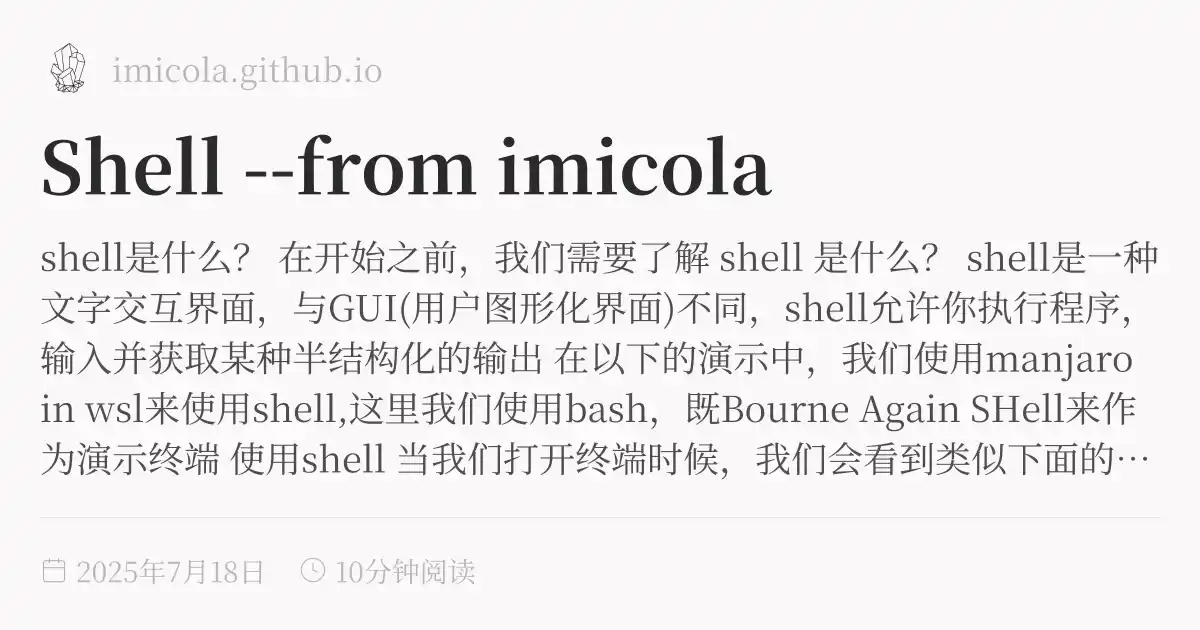 imicola.github.io
Shell --from imicola
shell是什么？ 在开始之前，我们需要了解 shell 是什么？ shell是一种
文字交互界面，与GUI(用户图形化界面)不同，shell允许你执行程序，
输入并获取某种半结构化的输出 在以下的演示中，我们使用manjaro
in wsl来使用shell,这里我们使用bash，既Bourne Again SHell来作
为演示终端 使用shell 当我们打开终端时候，我们会看到类似下面的…
2025年7月18日 10分钟阅读